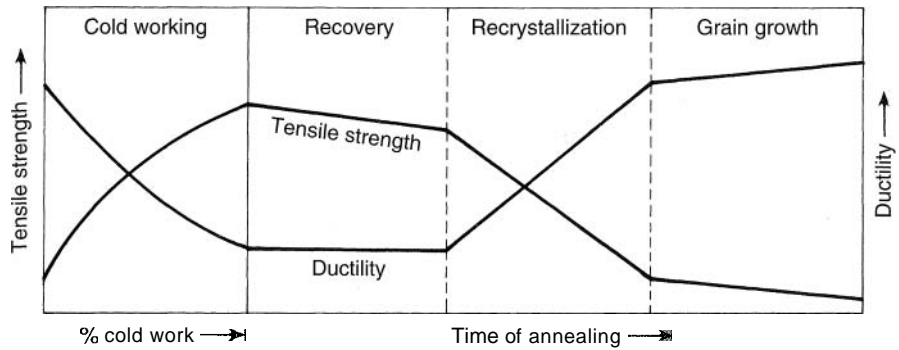 Cold working
Recovery
Recrystallization
Grain growth
Tensile strength
Tensile strength
Ductility
Ductility
% cold work
Time of annealing